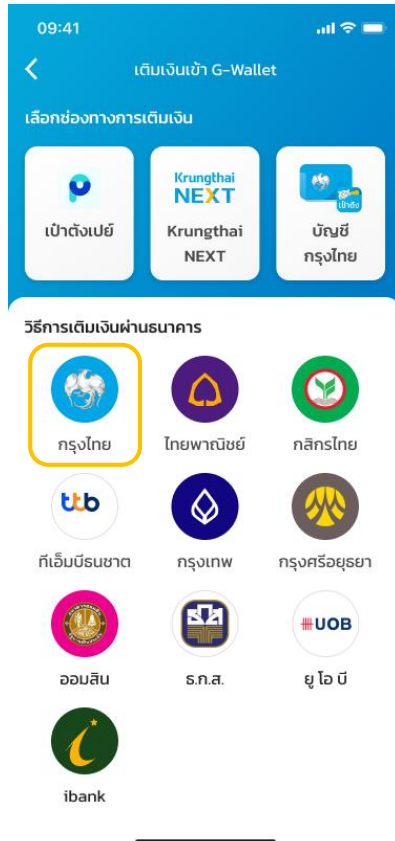 09:41
เติมเงินเข้า G-Wallet
เลือกช่องทางการเติมเงิน
Krungthai
NEXT
เป๋าตัง
เป๋าตังเปย์
Krungthai
NEXT
บัญชี
กรุงไทย
วิธีการเติมเงินผ่านธนาคาร
กรุงไทย
ไทยพาณิชย์
กสิกรไทย
ttb
ทีเอ็มบีธนชาต
กรุงเทพ
กรุงศรีอยุธยา
UOB
ออมสิน
ธ.ก.ส.
ยู โอ บี
ibank